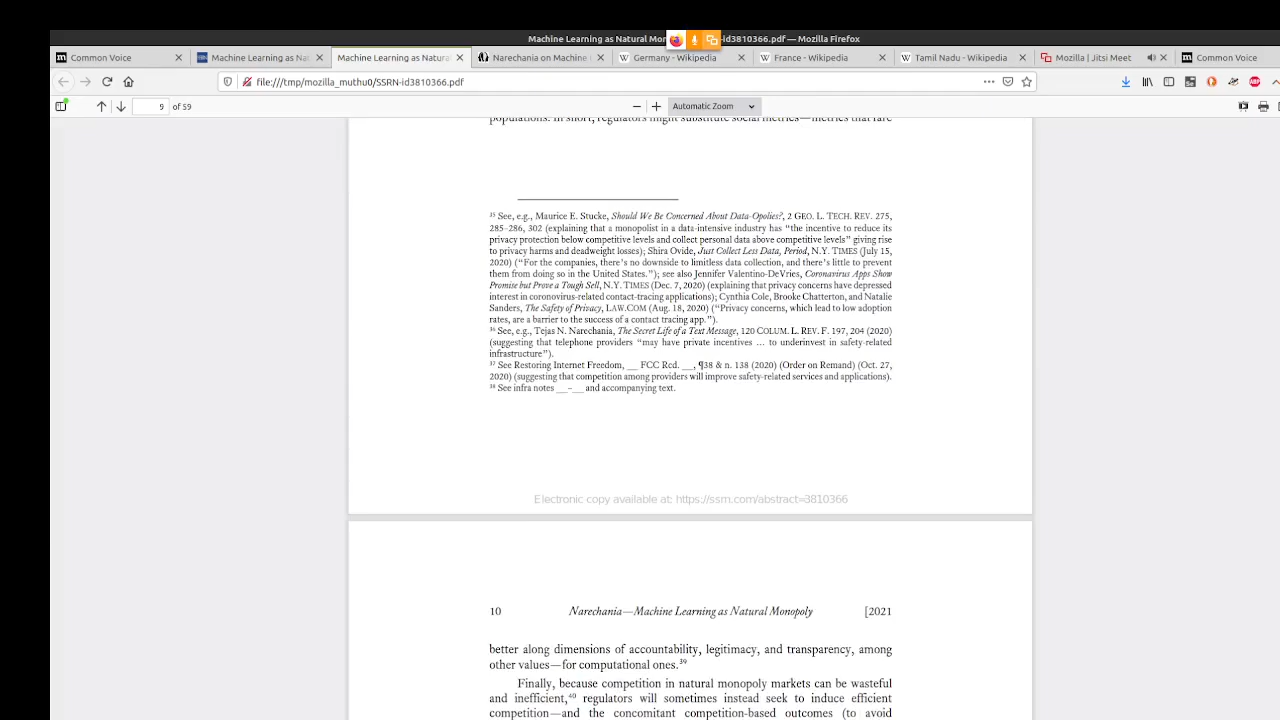 Machine Learning as Natural Mo id3810366.pdf — Mozilla Firefox
Common Voice
Machine Learning as Na
Machine Learning as Natural
Narechania on Machine
Germany - Wikipedia
France - Wikipedia
Tamil Nadu - Wikipedia
Mozilla | Jitsi Meet
Common Voice
file:///tmp/mozilla_muthu0/SSRN-id3810366.pdf
9 of 59
Automatic Zoom
populations. In short, regulators might substitute social metrics—metrics that fare
35 See, e.g., Maurice E. Stucke, Should We Be Concerned About Data-Opolies?, 2 GEO. L. TECH. REV. 275,
285–286, 302 (explaining that a monopolist in a data-intensive industry has “the incentive to reduce its
privacy protection below competitive levels and collect personal data above competitive levels” giving rise
to privacy harms and deadweight losses); Shira Ovide, Just Collect Less Data, Period, N.Y. TIMES (July 15,
2020) (“For the companies, there's no downside to limitless data collection, and there's little to prevent
them from doing so in the United States.”); see also Jennifer Valentino-DeVries, Coronavirus Apps Show
Promise but Prove a Tough Sell, N.Y. TIMES (Dec. 7, 2020) (explaining that privacy concerns have depressed
interest in coronovirus-related contact-tracing applications); Cynthia Cole, Brooke Chatterton, and Natalie
Sanders, The Safety of Privacy, LAW.COM (Aug. 18, 2020) (“Privacy concerns, which lead to low adoption
rates, are a barrier to the success of a contact tracing app.”).
36 See, e.g., Tejas N. Narechania, The Secret Life of a Text Message, 120 COLUM. L. REV. F. 197, 204 (2020)
(suggesting that telephone providers “may have private incentives … to underinvest in safety-related
infrastructure”).
37 See Restoring Internet Freedom, __ FCC Rcd. __, ¶38 & n. 138 (2020) (Order on Remand) (Oct. 27,
2020) (suggesting that competition among providers will improve safety-related services and applications).
38 See infra notes __–__ and accompanying text.
Electronic copy available at: https://ssrn.com/abstract=3810366
10 Narechania—Machine Learning as Natural Monopoly [2021
better along dimensions of accountability, legitimacy, and transparency, among
other values—for computational ones.39
Finally, because competition in natural monopoly markets can be wasteful
and inefficient,40 regulators will sometimes instead seek to induce efficient
competition—and the concomitant competition-based outcomes (to avoid